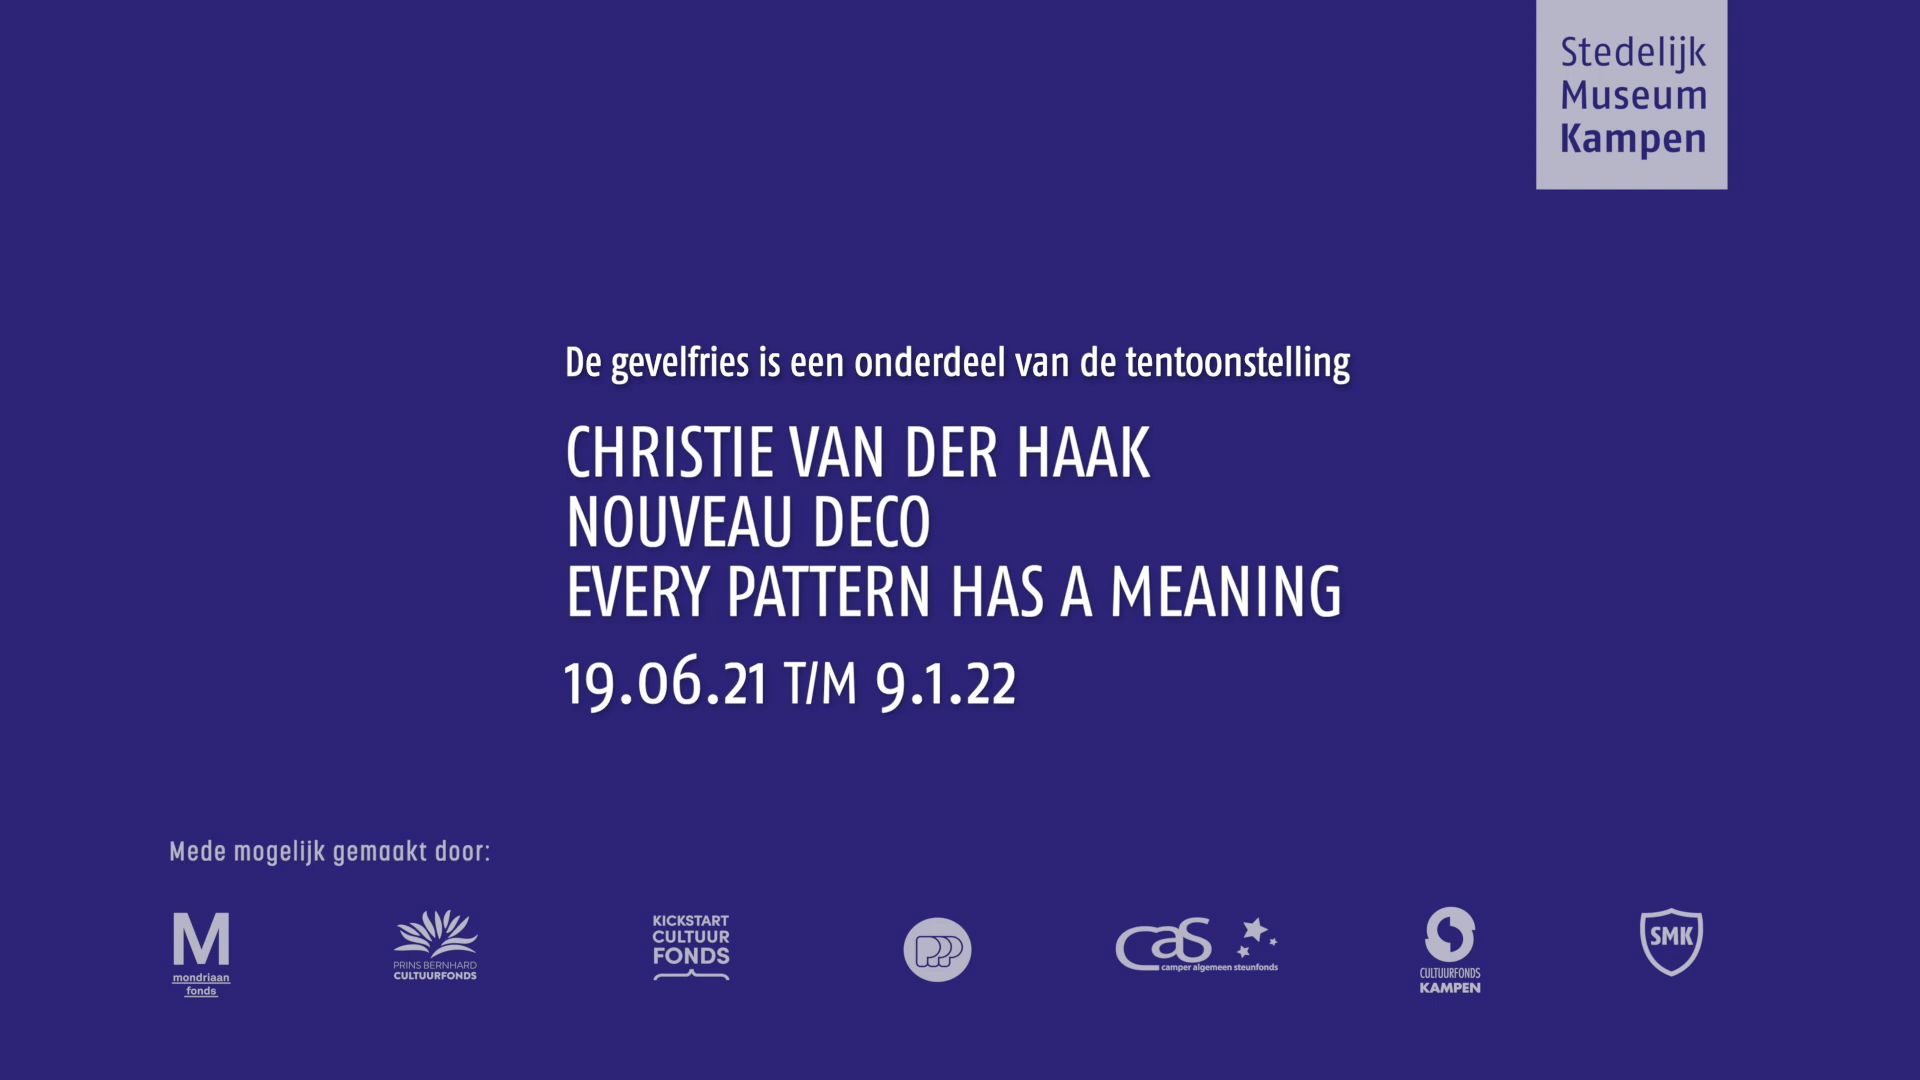 Stedelijk
Museum
Kampen
De gevelfries is een onderdeel van de tentoonstelling
CHRISTIE VAN DER HAAK
NOUVEAU DECO
EVERY PATTERN HAS A MEANING
19.06.21 T/M 9.1.22
Mede mogelijk gemaakt door:
M
mondriaan
fonds
PRINS BERNHARD
CULTUURFONDS
KICKSTART
CULTUUR
FONDS
PPP
cas
camper algemeen steunfonds
CULTUURFONDS
KAMPEN
SMK